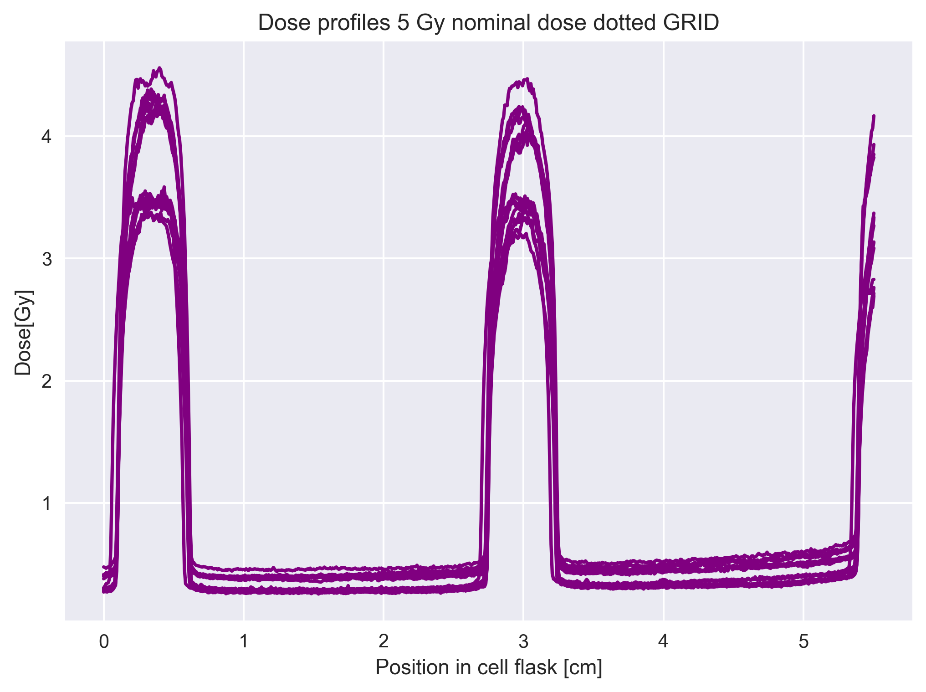 Dose profiles 5 Gy nominal dose dotted GRID
Dose[Gy]
4
3
2
1
0 1 2 3 4 5
Position in cell flask [cm]